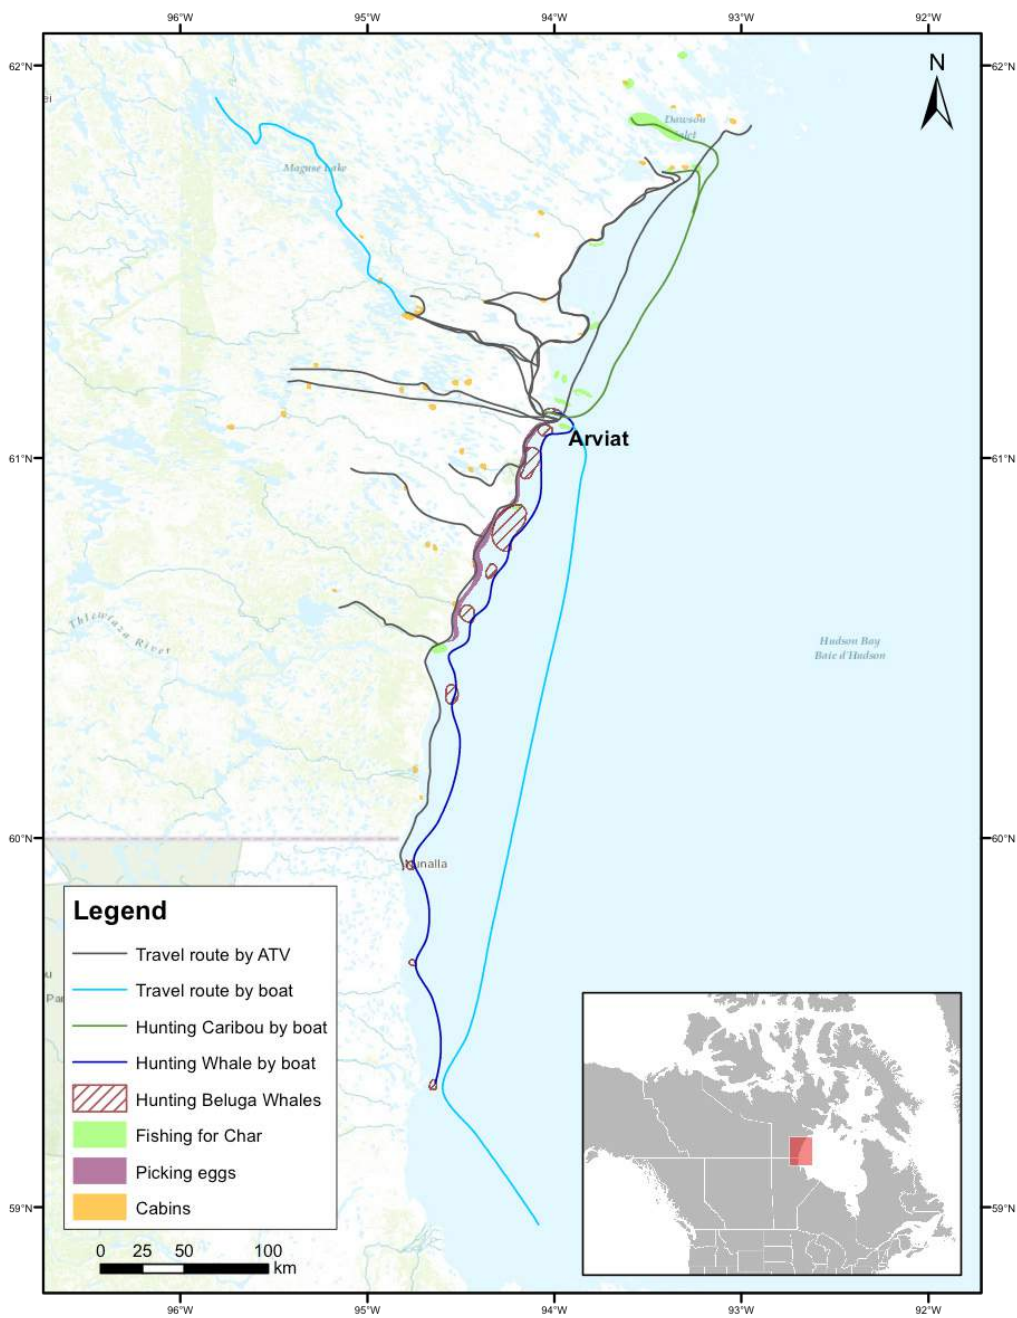 96°W 95°W 94°W 93°W 92°W
62°N 62°N
N
ei
Dawson
Inlet
Maguse Lake
Arviat
61°N 61°N
Thlewiaza River
Hudson Bay
Baie d'Hudson
60°N 60°N
Nunalla
Legend
Travel route by ATV
Travel route by boat
Hunting Caribou by boat
Hunting Whale by boat
Hunting Beluga Whales
Fishing for Char
Picking eggs
Cabins
u
Par
59°N 59°N
0 25 50 100
km
96°W 95°W 94°W 93°W 92°W